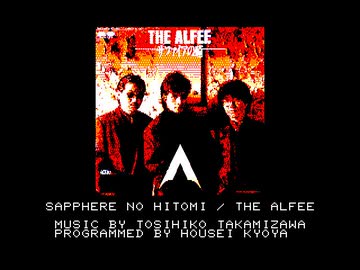 THE ALFEE
サファイアの瞳
SAPPHERE NO HITOMI / THE ALFEE
MUSIC BY TOSIHIKO TAKAMIZAWA
PROGRAMMED BY HOUSEI KYOYA